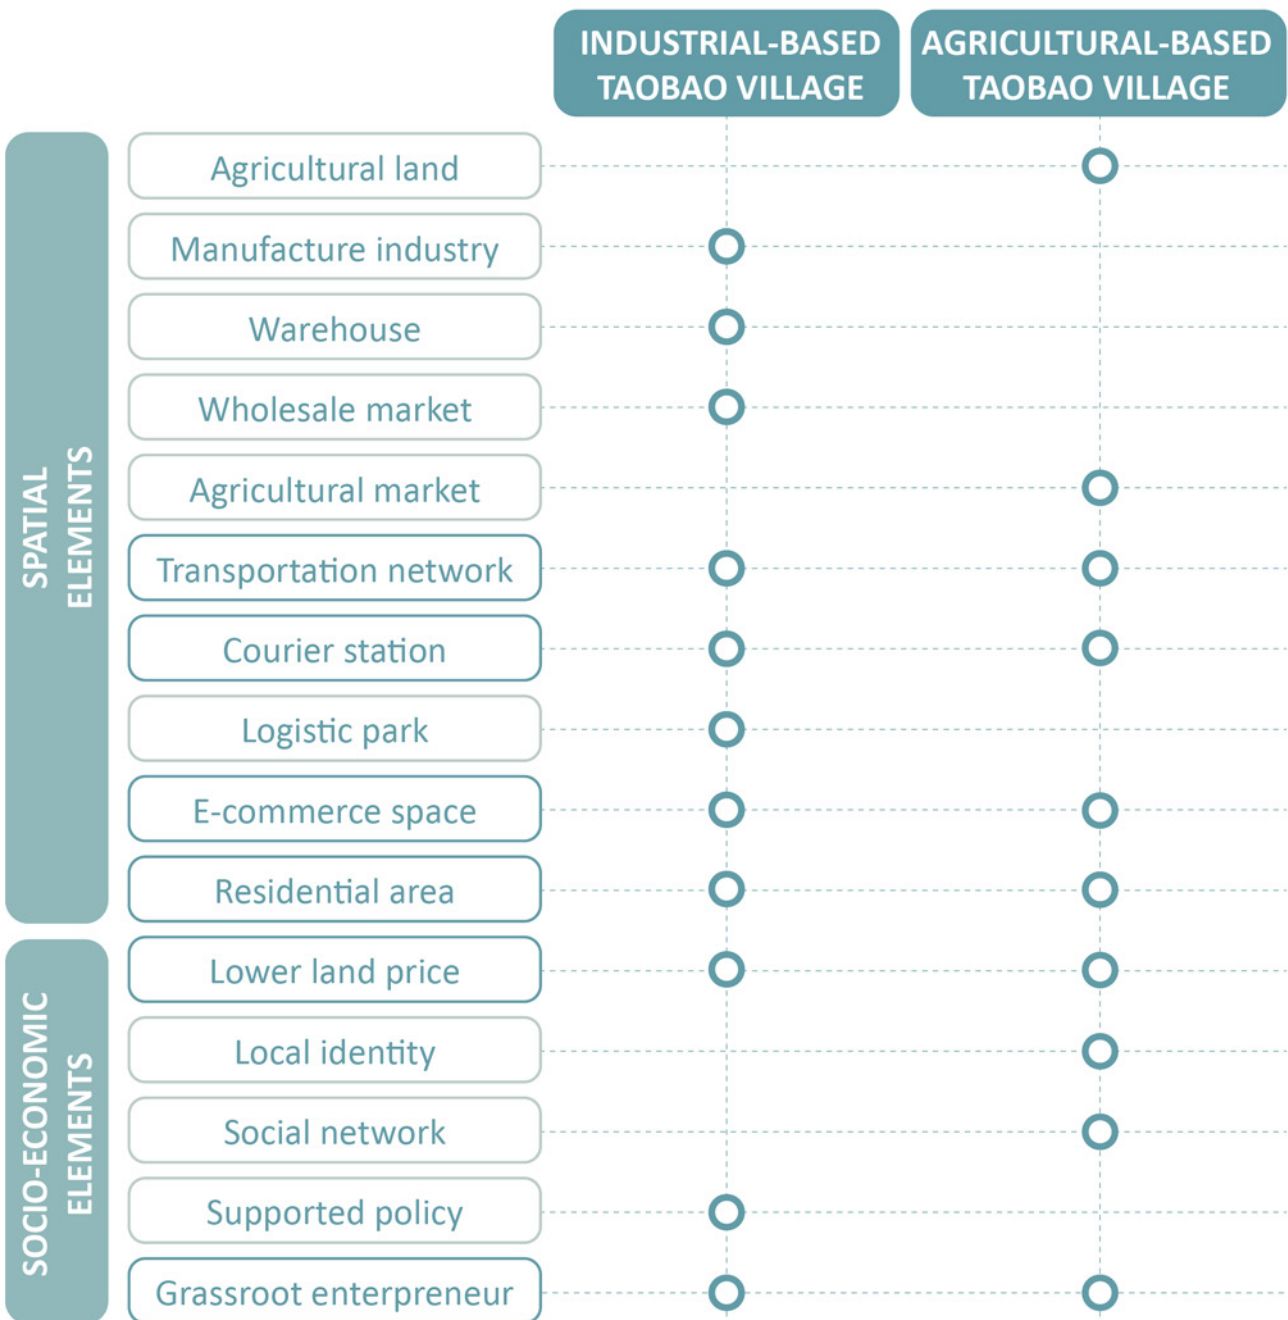 INDUSTRIAL-BASED
TAOBAO VILLAGE
AGRICULTURAL-BASED
TAOBAO VILLAGE
SPATIAL
ELEMENTS
Agricultural land
Manufacture industry
Warehouse
Wholesale market
Agricultural market
Transportation network
Courier station
Logistic park
E-commerce space
Residential area
SOCIO-ECONOMIC
ELEMENTS
Lower land price
Local identity
Social network
Supported policy
Grassroot enterpreneur